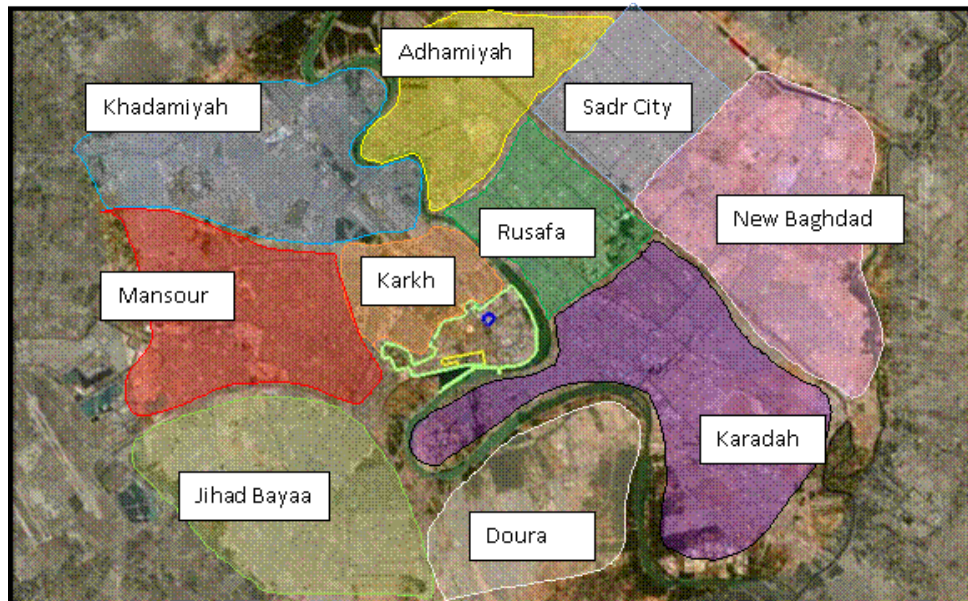 Adhamiyah
Khadamiyah
Sadr City
New Baghdad
Rusafa
Karkh
Mansour
Karadah
Jihad Bayaa
Doura